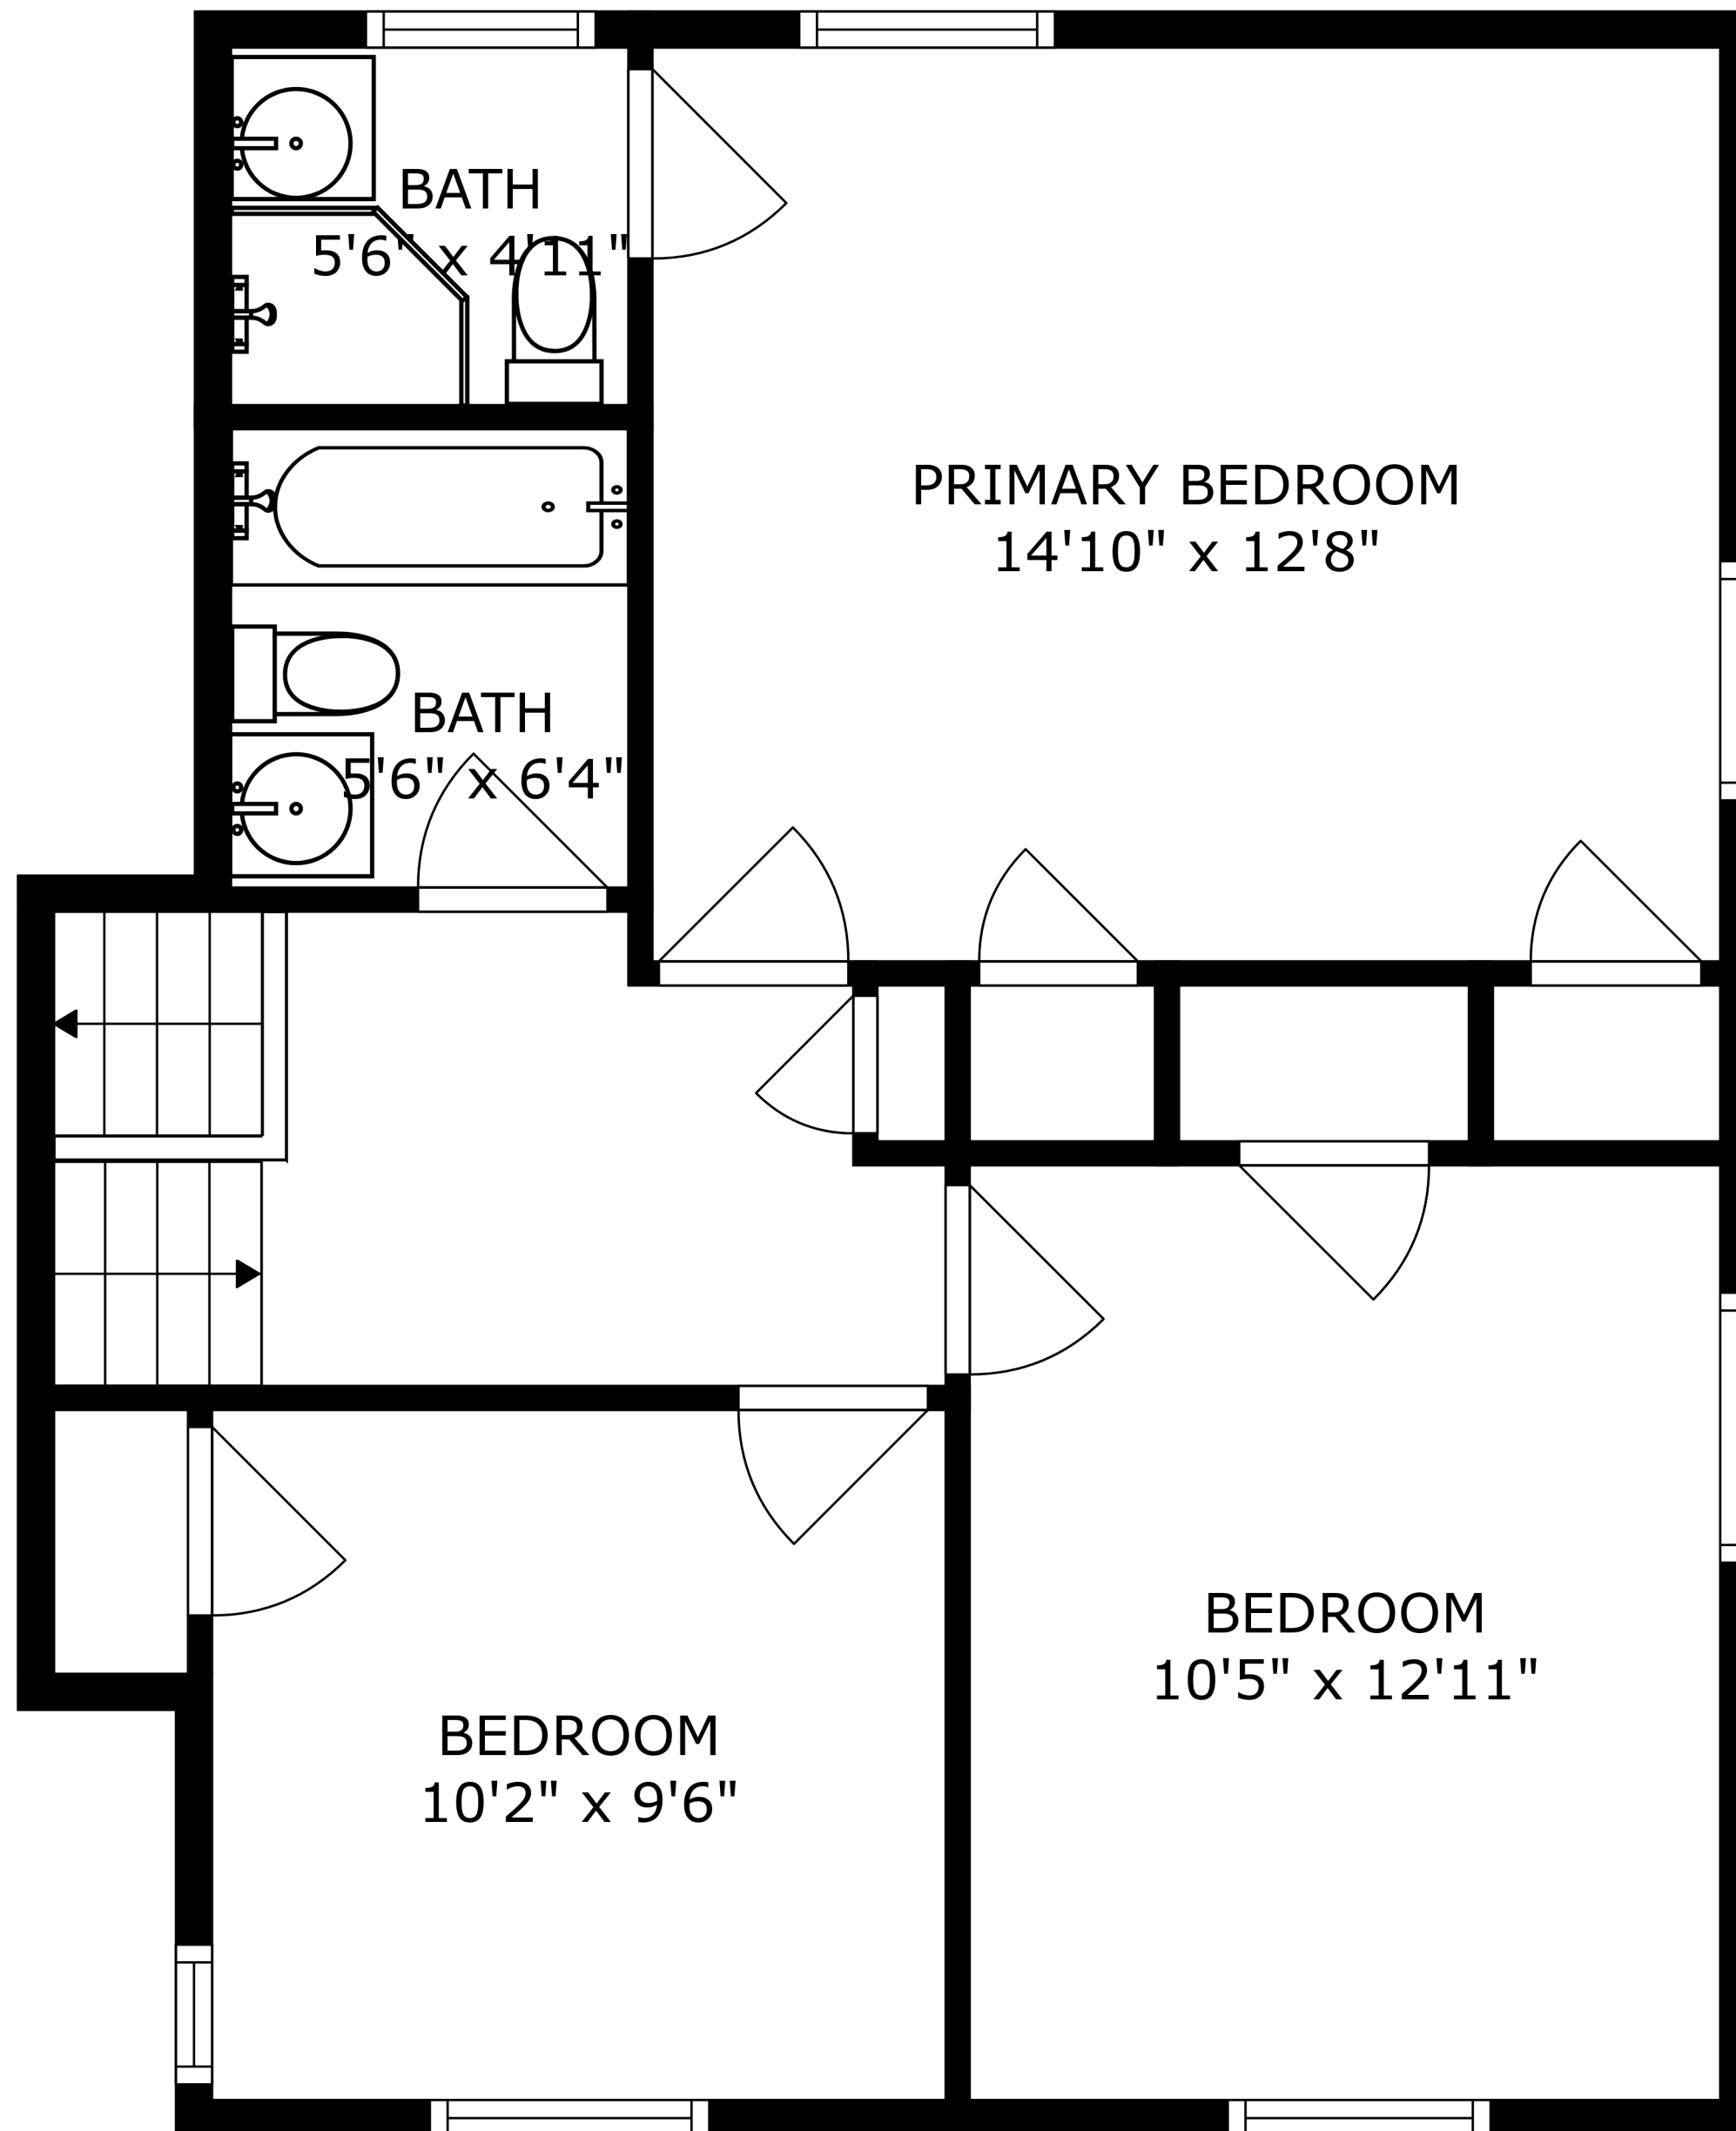 BATH
5'6" x 4'11"
PRIMARY BEDROOM
14'10" x 12'8"
BATH
5'6" x 6'4"
BEDROOM
10'5" x 12'11"
BEDROOM
10'2" x 9'6"